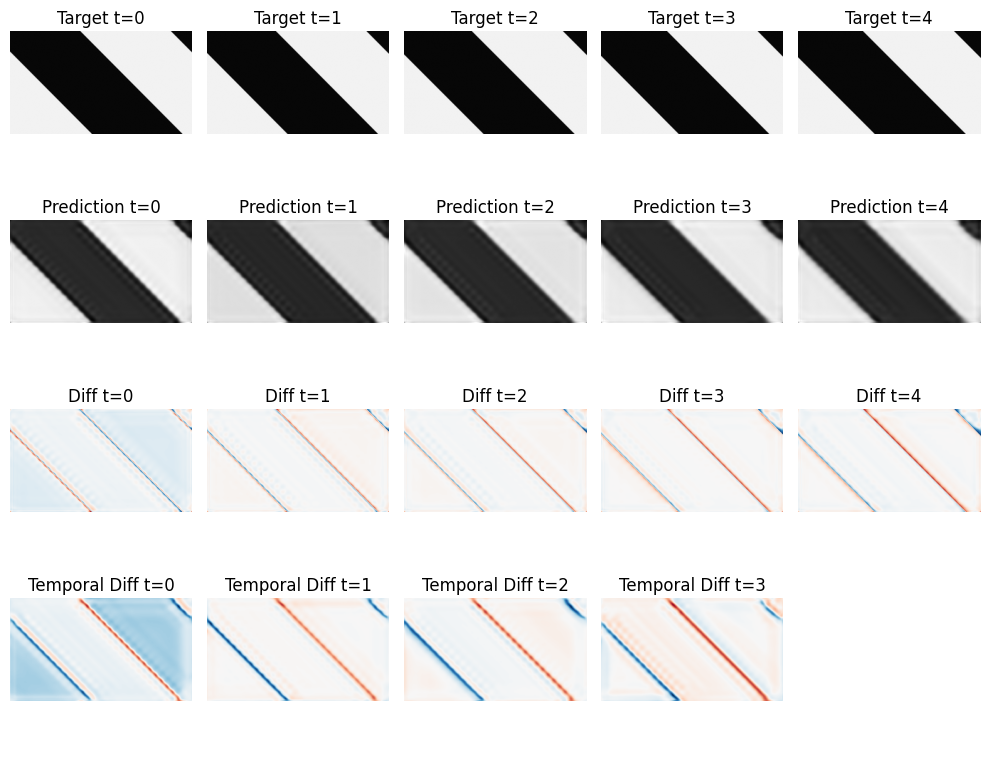 Target t=0 Target t=1 Target t=2 Target t=3 Target t=4
Prediction t=0 Prediction t=1 Prediction t=2 Prediction t=3 Prediction t=4
Diff t=0 Diff t=1 Diff t=2 Diff t=3 Diff t=4
Temporal Diff t=0 Temporal Diff t=1 Temporal Diff t=2 Temporal Diff t=3